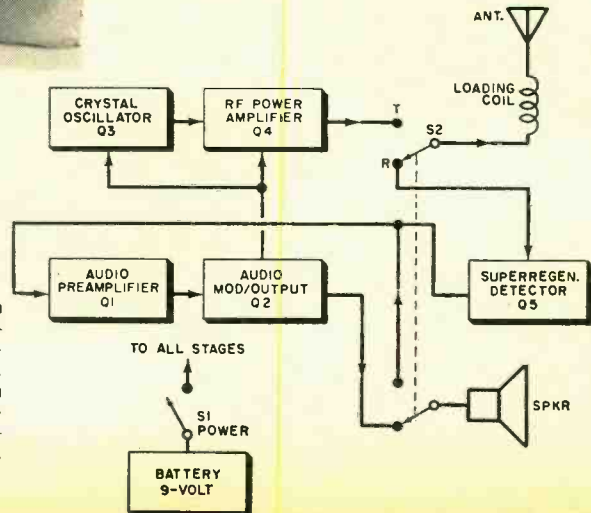 ANT.
LOADING
COIL
CRYSTAL
OSCILLATOR
Q3
RF POWER
AMPLIFIER
Q4
T
S2
R
AUDIO
PREAMPLIFIER
Q1
AUDIO
MOD/OUTPUT
Q2
SUPERREGEN.
DETECTOR
Q5
TO ALL STAGES
S1
POWER
SPKR
BATTERY
9-VOLT